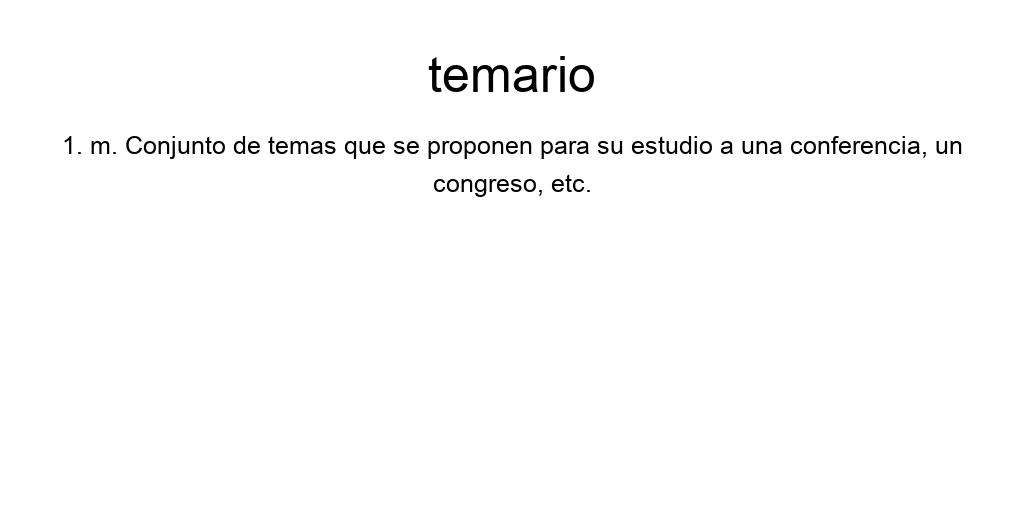 temario
1. m. Conjunto de temas que se proponen para su estudio a una conferencia, un
congreso, etc.